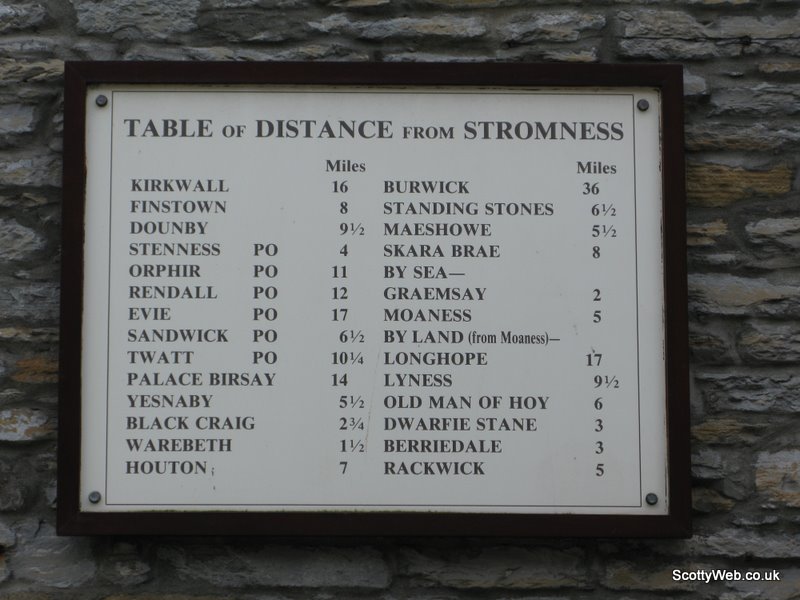 TABLE OF DISTANCE FROM STROMNESS
Miles
KIRKWALL 16
FINSTOWN 8
DOUNBY 9½
STENNESS PO 4
ORPHIR PO 11
RENDALL PO 12
EVIE PO 17
SANDWICK PO 6½
TWATT PO 10¼
PALACE BIRSAY 14
YESNABY 5½
BLACK CRAIG 2¾
WAREBETH 1½
HOUTON 7
Miles
BURWICK 36
STANDING STONES 6½
MAESHOWE 5½
SKARA BRAE 8
BY SEA—
GRAEMSAY 2
MOANESS 5
BY LAND (from Moaness)—
LONGHOPE 17
LYNESS 9½
OLD MAN OF HOY 6
DWARFIE STANE 3
BERRIEDALE 3
RACKWICK 5
ScottyWeb.co.uk